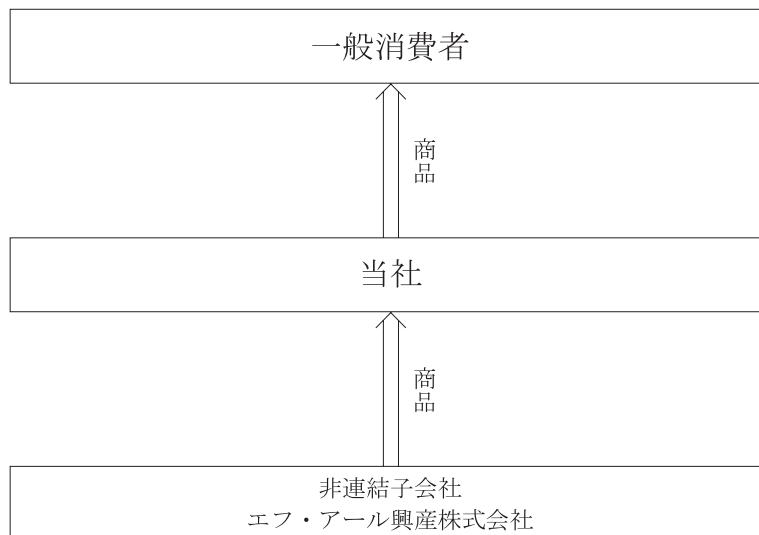 一般消費者
商品
当社
商品
非連結子会社
エフ・アール興産株式会社